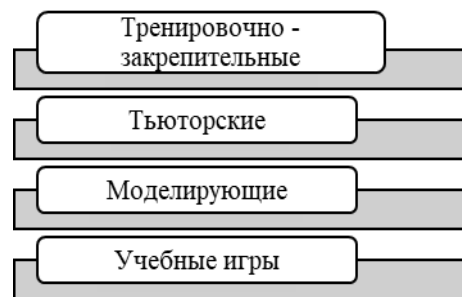 Тренировочно -
закрепительные
Тьюторские
Моделирующие
Учебные игры